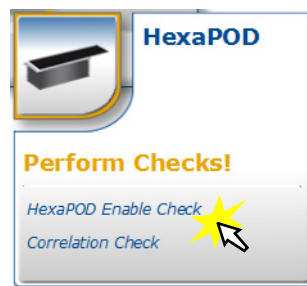 HexaPOD
Perform Checks!
HexaPOD Enable Check
Correlation Check